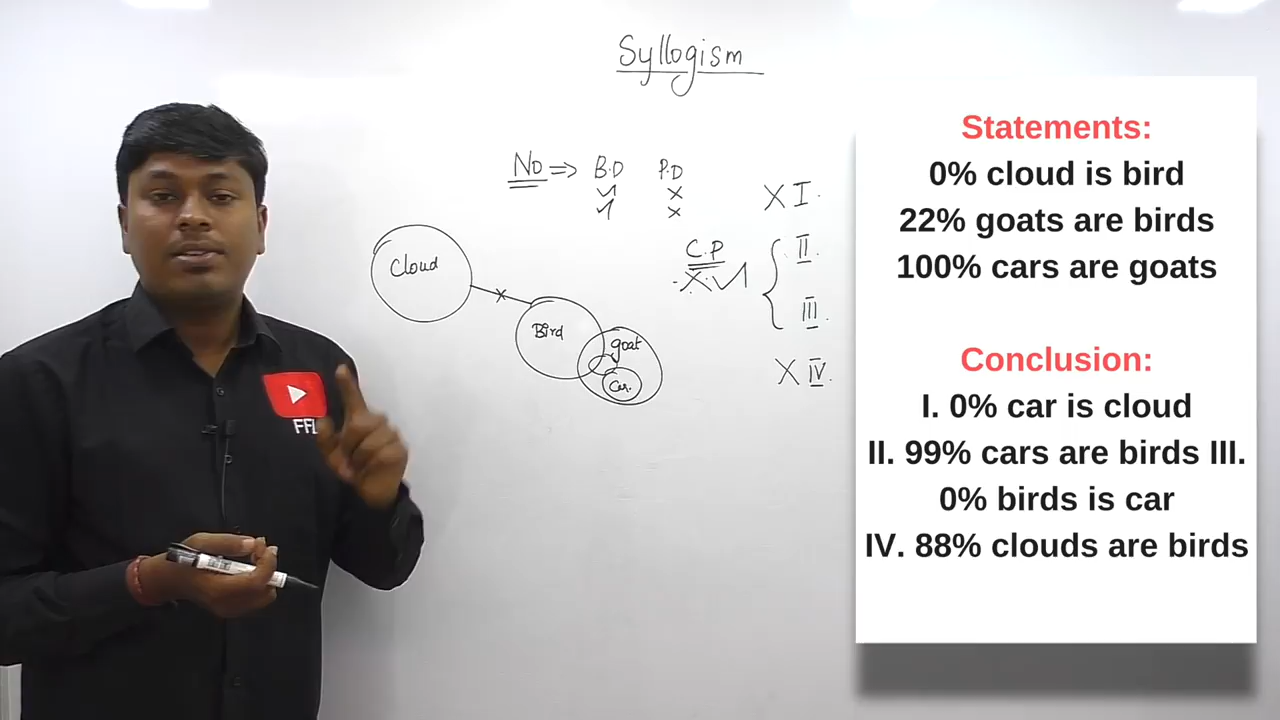 Syllogism
No => B.D P.D
✓ ×
✓ ×
X I.
C.P
X ✓ { II.
III.
X IV.
Cloud
Bird
goat
Car.
FFL
Statements:
0% cloud is bird
22% goats are birds
100% cars are goats
Conclusion:
I. 0% car is cloud
II. 99% cars are birds III.
0% birds is car
IV. 88% clouds are birds